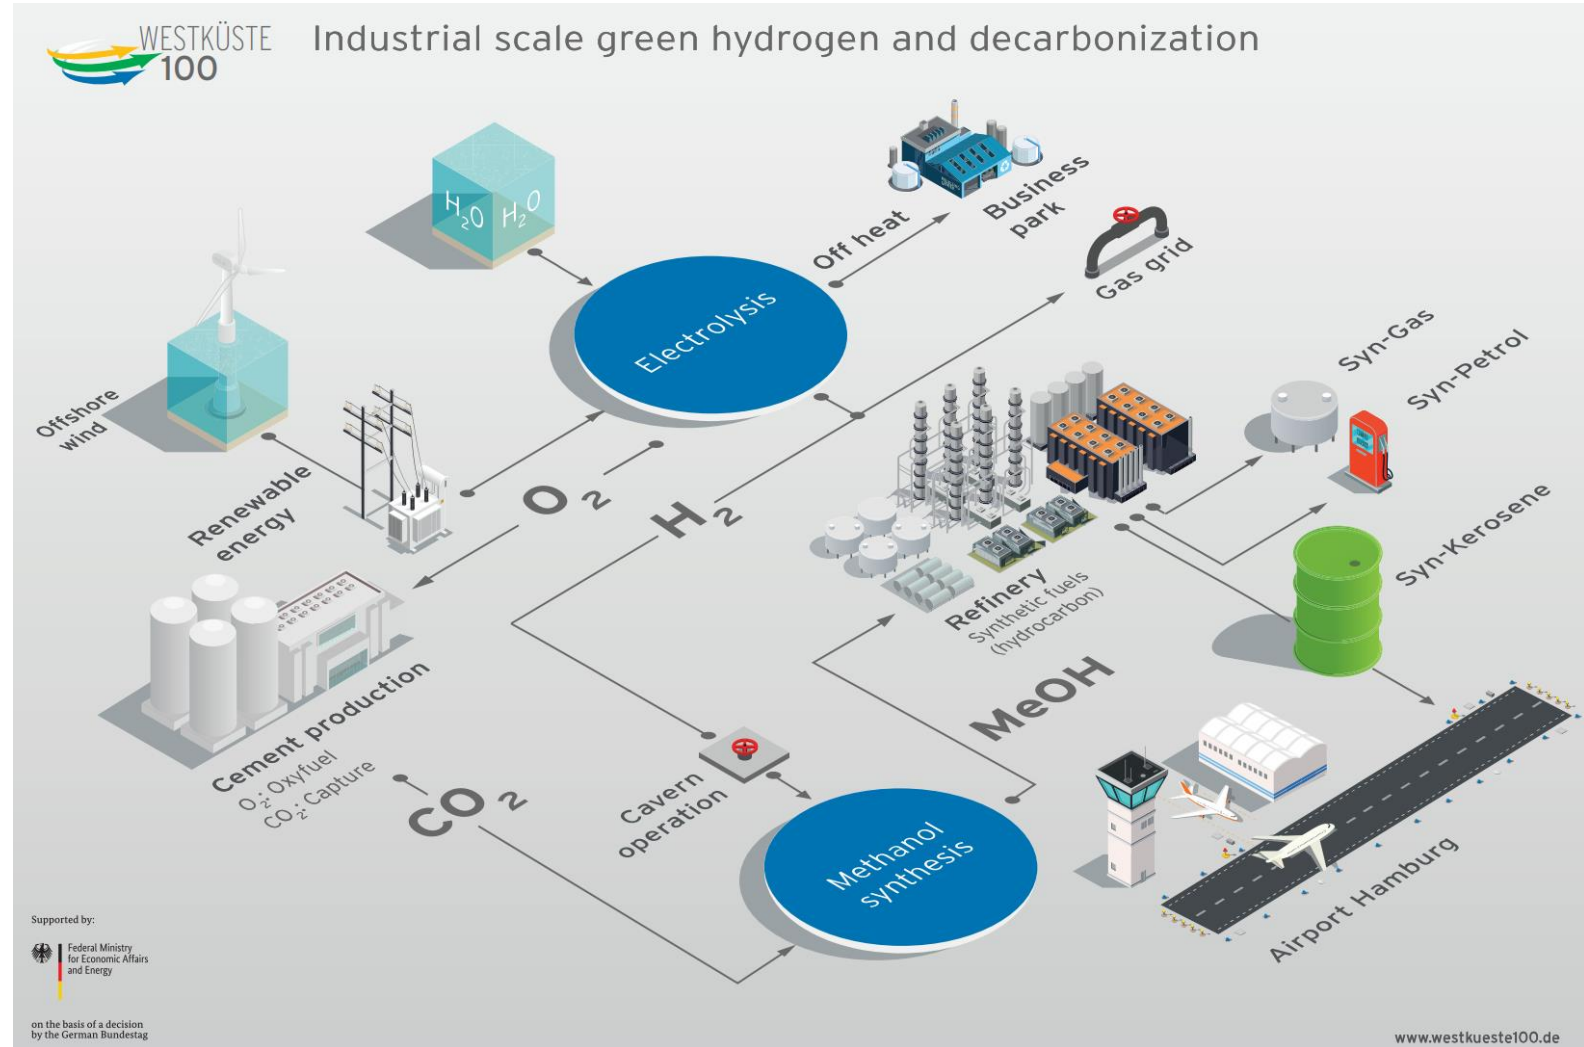 WESTKÜSTE
100
Industrial scale green hydrogen and decarbonization
H₂O
H₂O
Electrolysis
Off heat
Business
park
Gas grid
Offshore
wind
Renewable
energy
O₂
H₂
Syn-Gas
Syn-Petrol
Syn-Kerosene
Refinery
Synthetic fuels
(hydrocarbon)
Cement production
O₂: Oxyfuel
CO₂: Capture
CO₂
Cavern
operation
MeOH
Methanol
synthesis
Airport Hamburg
Supported by:
Federal Ministry
for Economic Affairs
and Energy
on the basis of a decision
by the German Bundestag
www.westkueste100.de